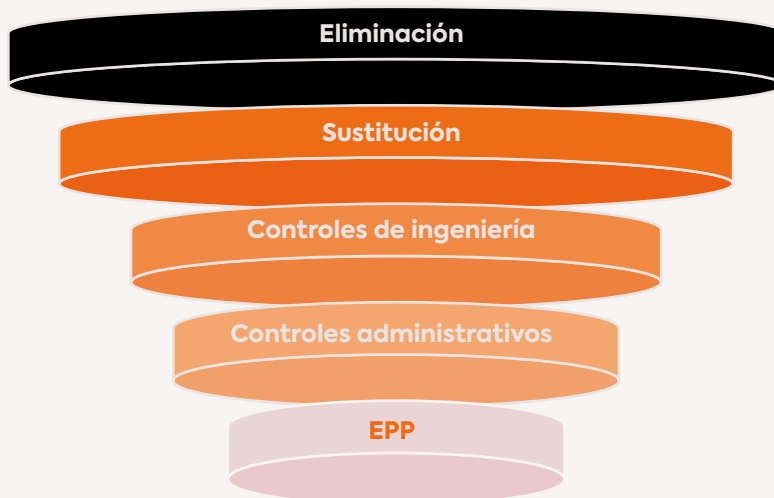 Eliminación
Sustitución
Controles de ingeniería
Controles administrativos
EPP